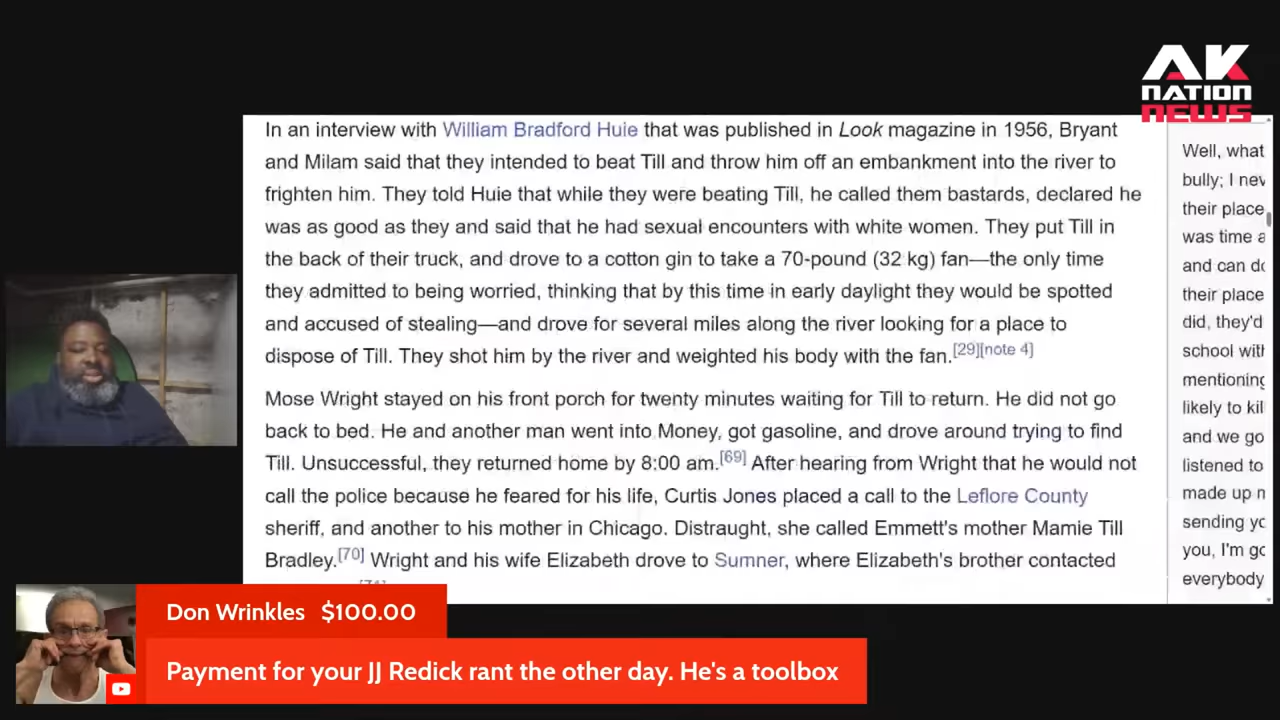 AK
NATION
NEWS
In an interview with William Bradford Huie that was published in Look magazine in 1956, Bryant
and Milam said that they intended to beat Till and throw him off an embankment into the river to
frighten him. They told Huie that while they were beating Till, he called them bastards, declared he
was as good as they and said that he had sexual encounters with white women. They put Till in
the back of their truck, and drove to a cotton gin to take a 70-pound (32 kg) fan—the only time
they admitted to being worried, thinking that by this time in early daylight they would be spotted
and accused of stealing—and drove for several miles along the river looking for a place to
dispose of Till. They shot him by the river and weighted his body with the fan.[29][note 4]
Mose Wright stayed on his front porch for twenty minutes waiting for Till to return. He did not go
back to bed. He and another man went into Money, got gasoline, and drove around trying to find
Till. Unsuccessful, they returned home by 8:00 am.[69] After hearing from Wright that he would not
call the police because he feared for his life, Curtis Jones placed a call to the Leflore County
sheriff, and another to his mother in Chicago. Distraught, she called Emmett's mother Mamie Till
Bradley.[70] Wright and his wife Elizabeth drove to Sumner, where Elizabeth's brother contacted
Well, what
bully; I nev
their place
was time a
and can do
their place
did, they'd
school with
mentioning
likely to kil
and we go
listened to
made up m
sending yo
you, I'm go
everybody
Don Wrinkles $100.00
Payment for your JJ Redick rant the other day. He's a toolbox